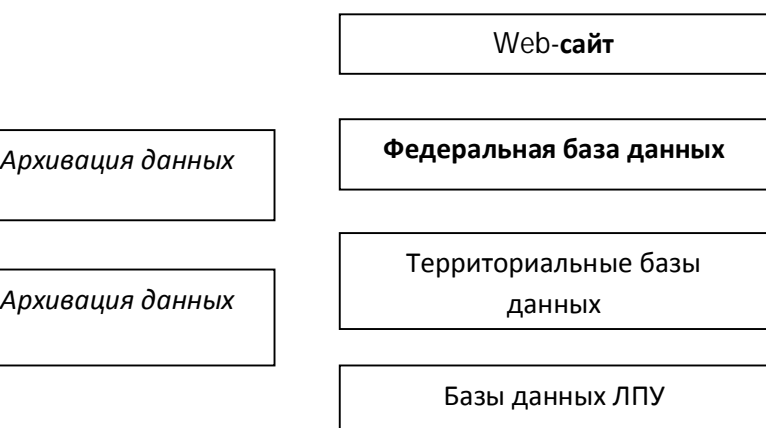 Web-сайт
Архивация данных
Федеральная база данных
Территориальные базы
данных
Архивация данных
Базы данных ЛПУ